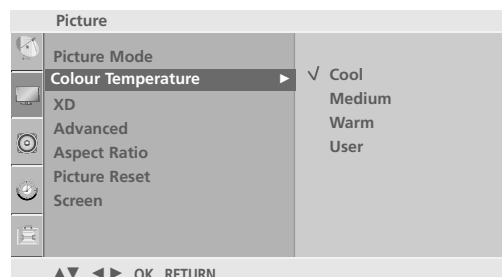 Picture
Picture Mode
Colour Temperature ►
XD
Advanced
Aspect Ratio
Picture Reset
Screen
√ Cool
Medium
Warm
User
▲▼ ◄ ► OK RETURN